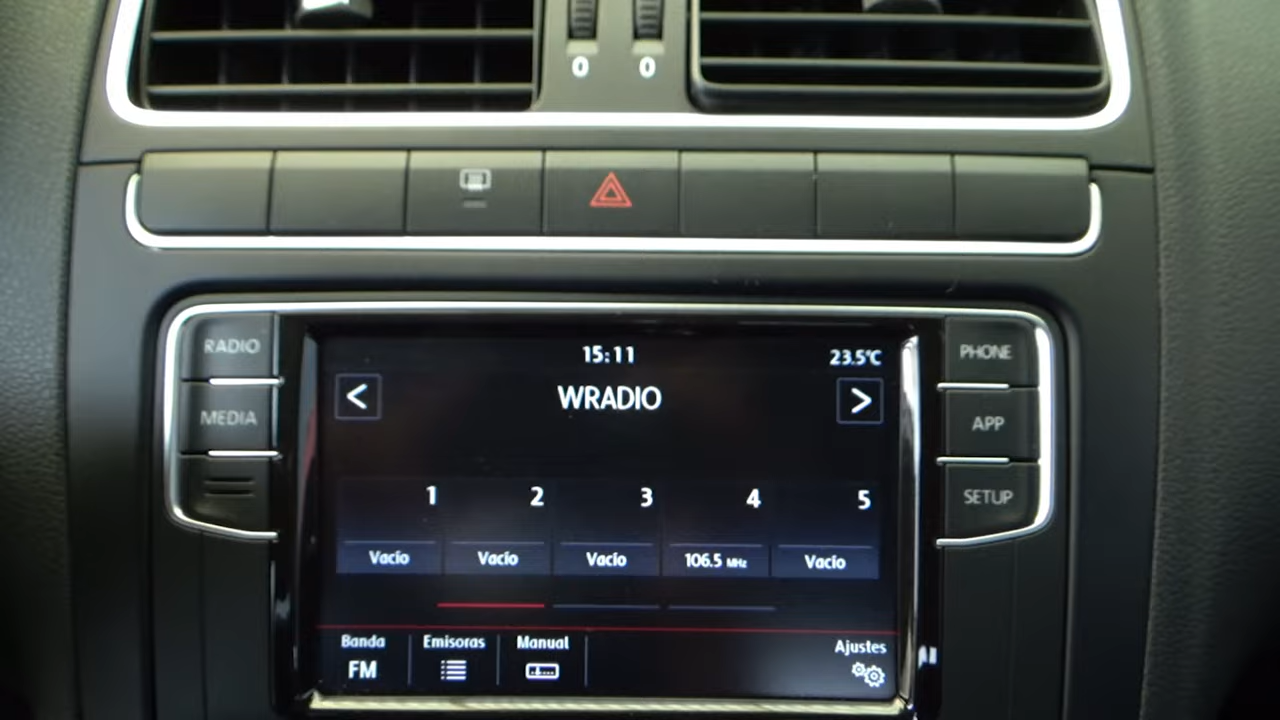 0 0
RADIO
MEDIA
PHONE
APP
SETUP
15:11 23.5°C
< WRADIO >
1 2 3 4 5
Vacío Vacío Vacío 106.5 MHz Vacío
Banda Emisoras Manual Ajustes
FM